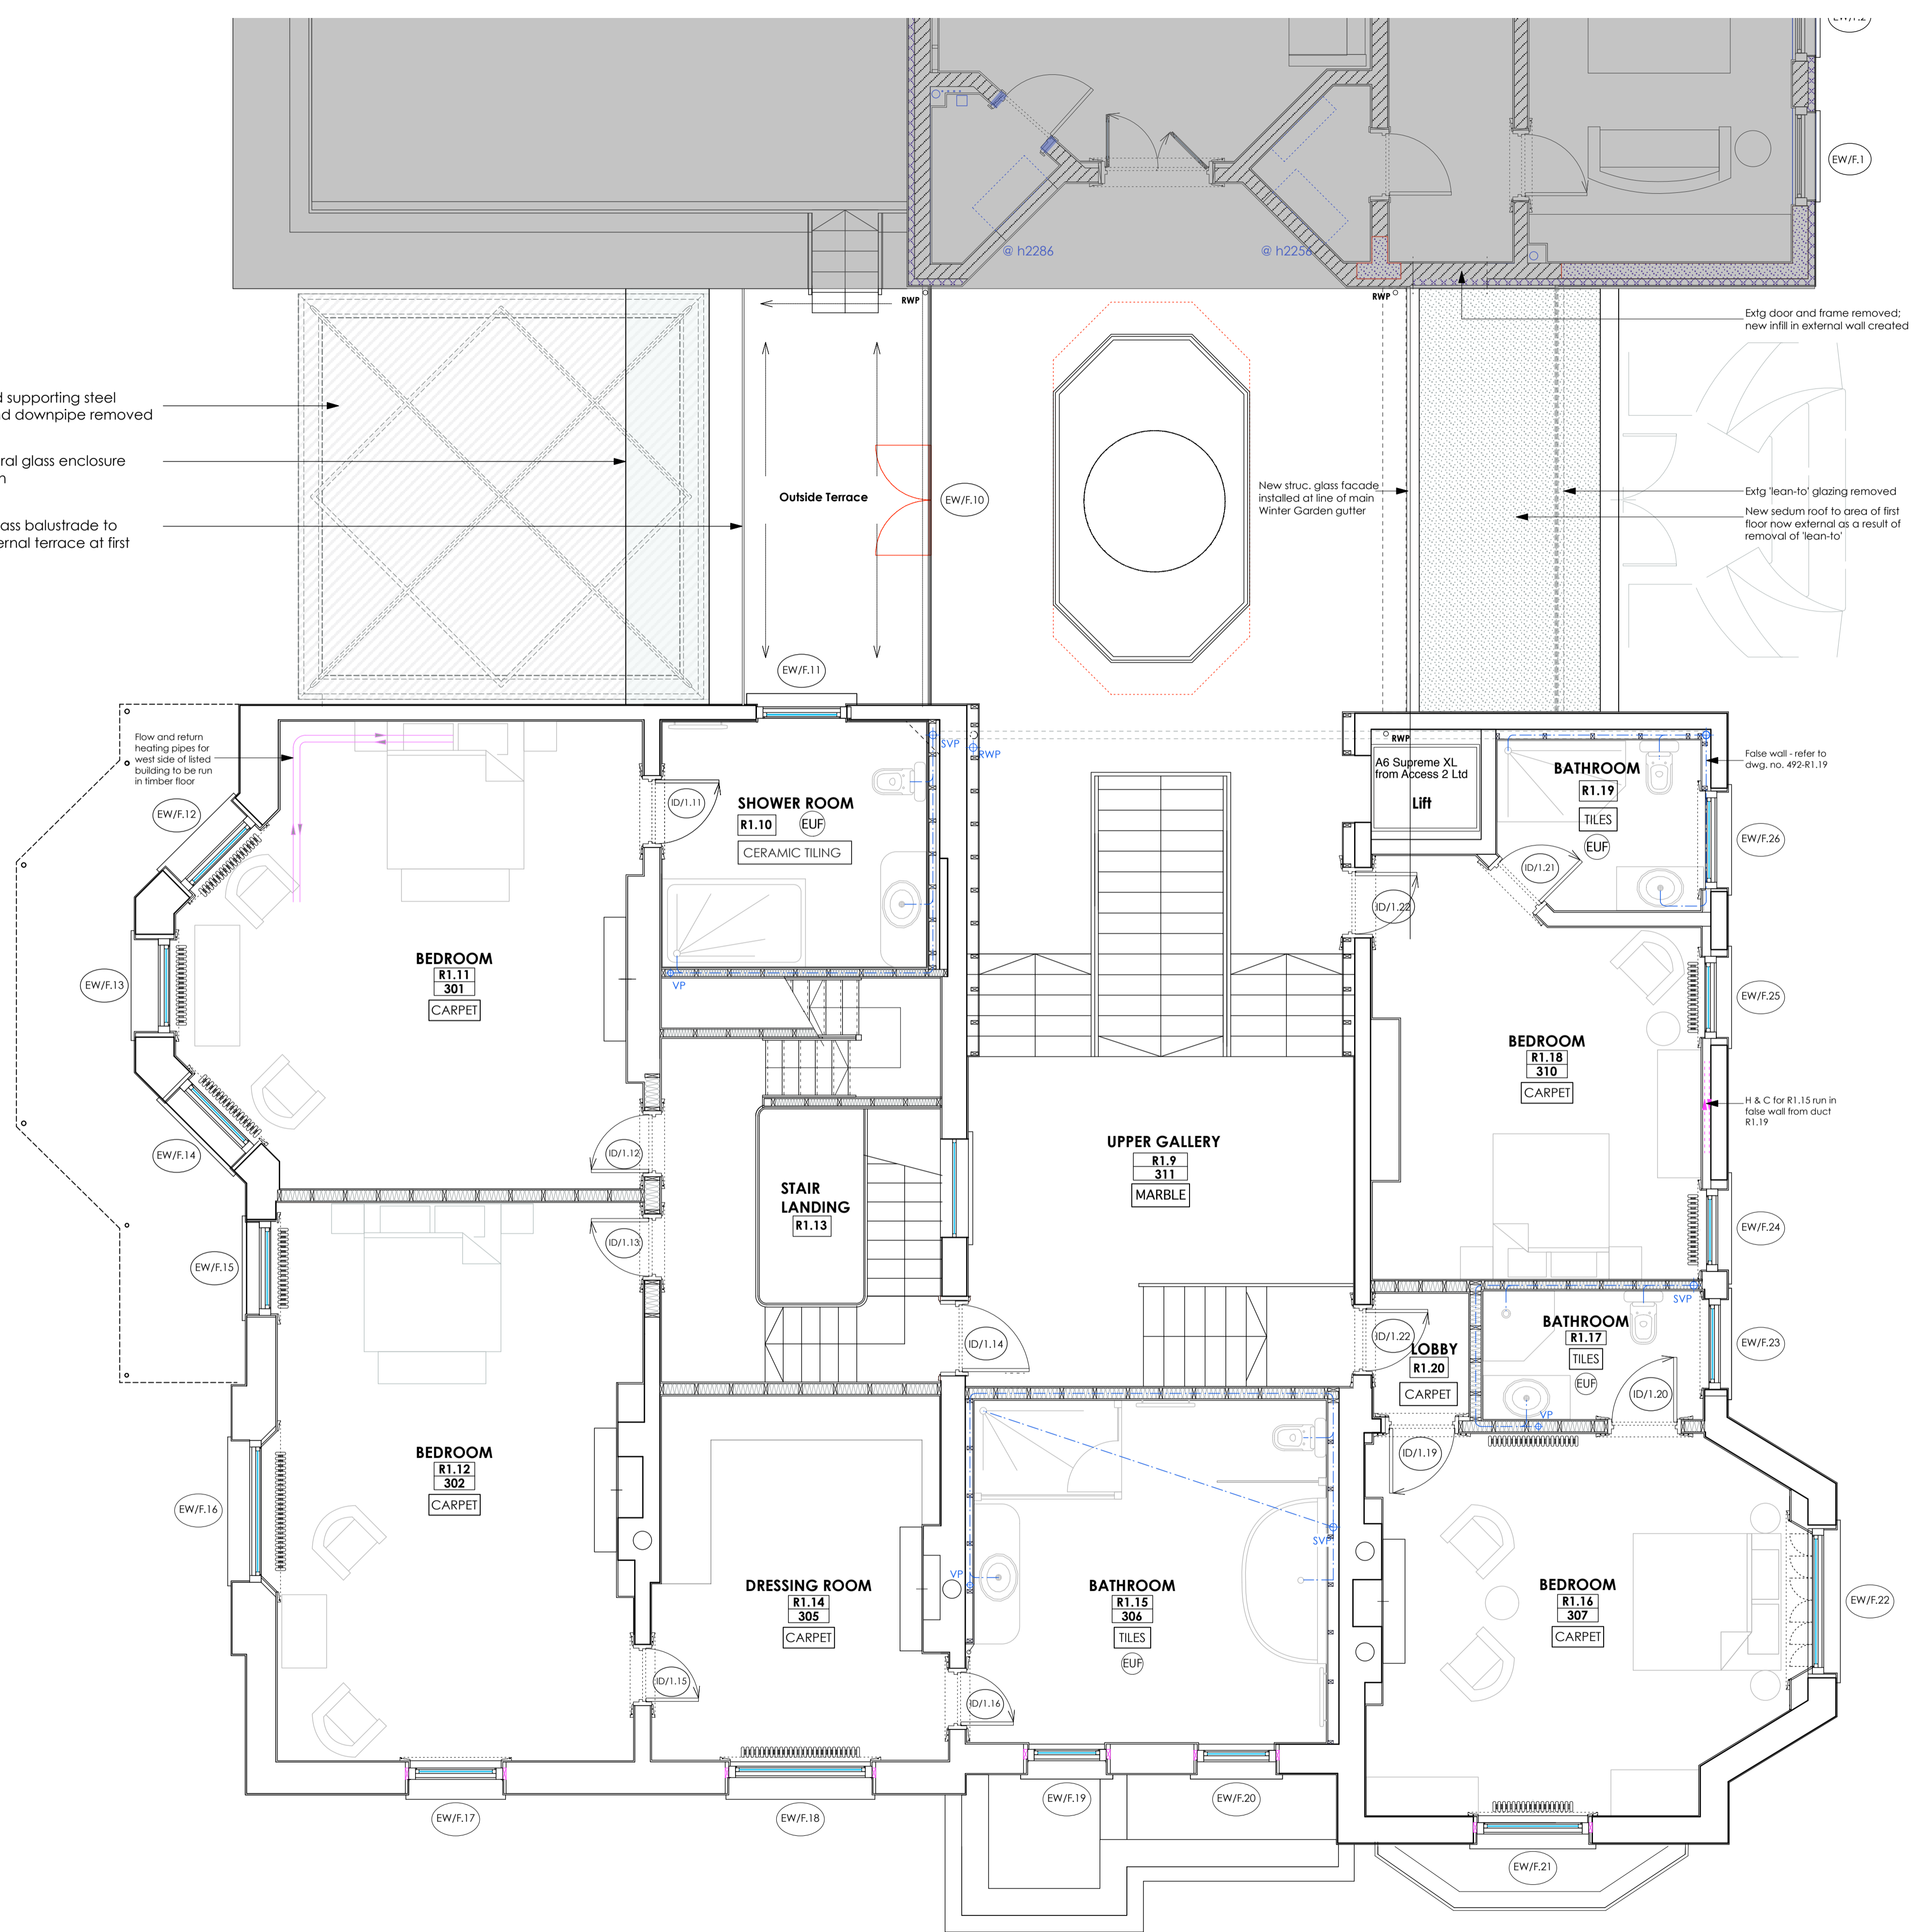 EW/F.1
@ h2286
@ h2256
RWP
RWP
Extg door and frame removed;
new infill in external wall created
d supporting steel
nd downpipe removed
ral glass enclosure
n
ass balustrade to
ernal terrace at first
Outside Terrace
EW/F.10
New struc. glass facade
installed at line of main
Winter Garden gutter
Extg 'lean-to' glazing removed
New sedum roof to area of first
floor now external as a result of
removal of 'lean-to'
EW/F.11
Flow and return
heating pipes for
west side of listed
building to be run
in timber floor
SVP
RWP
RWP
A6 Supreme XL
from Access 2 Ltd
Lift
BATHROOM
R1.19
TILES
EUF
False wall - refer to
dwg. no. 492-R1.19
EW/F.12
ID/1.11
SHOWER ROOM
R1.10
EUF
CERAMIC TILING
EW/F.26
ID/1.21
ID/1.22
BEDROOM
R1.11
301
CARPET
EW/F.13
VP
EW/F.25
BEDROOM
R1.18
310
CARPET
H & C for R1.15 run in
false wall from duct
R1.19
EW/F.14
ID/1.12
UPPER GALLERY
R1.9
311
MARBLE
STAIR
LANDING
R1.13
ID/1.13
EW/F.15
EW/F.24
SVP
ID/1.14
ID/1.22
LOBBY
R1.20
CARPET
BATHROOM
R1.17
TILES
EUF
ID/1.20
EW/F.23
VP
BEDROOM
R1.12
302
CARPET
EW/F.16
ID/1.19
SVP
VP
DRESSING ROOM
R1.14
305
CARPET
BATHROOM
R1.15
306
TILES
EUF
BEDROOM
R1.16
307
CARPET
EW/F.22
ID/1.15
ID/1.16
EW/F.17
EW/F.18
EW/F.19
EW/F.20
EW/F.21